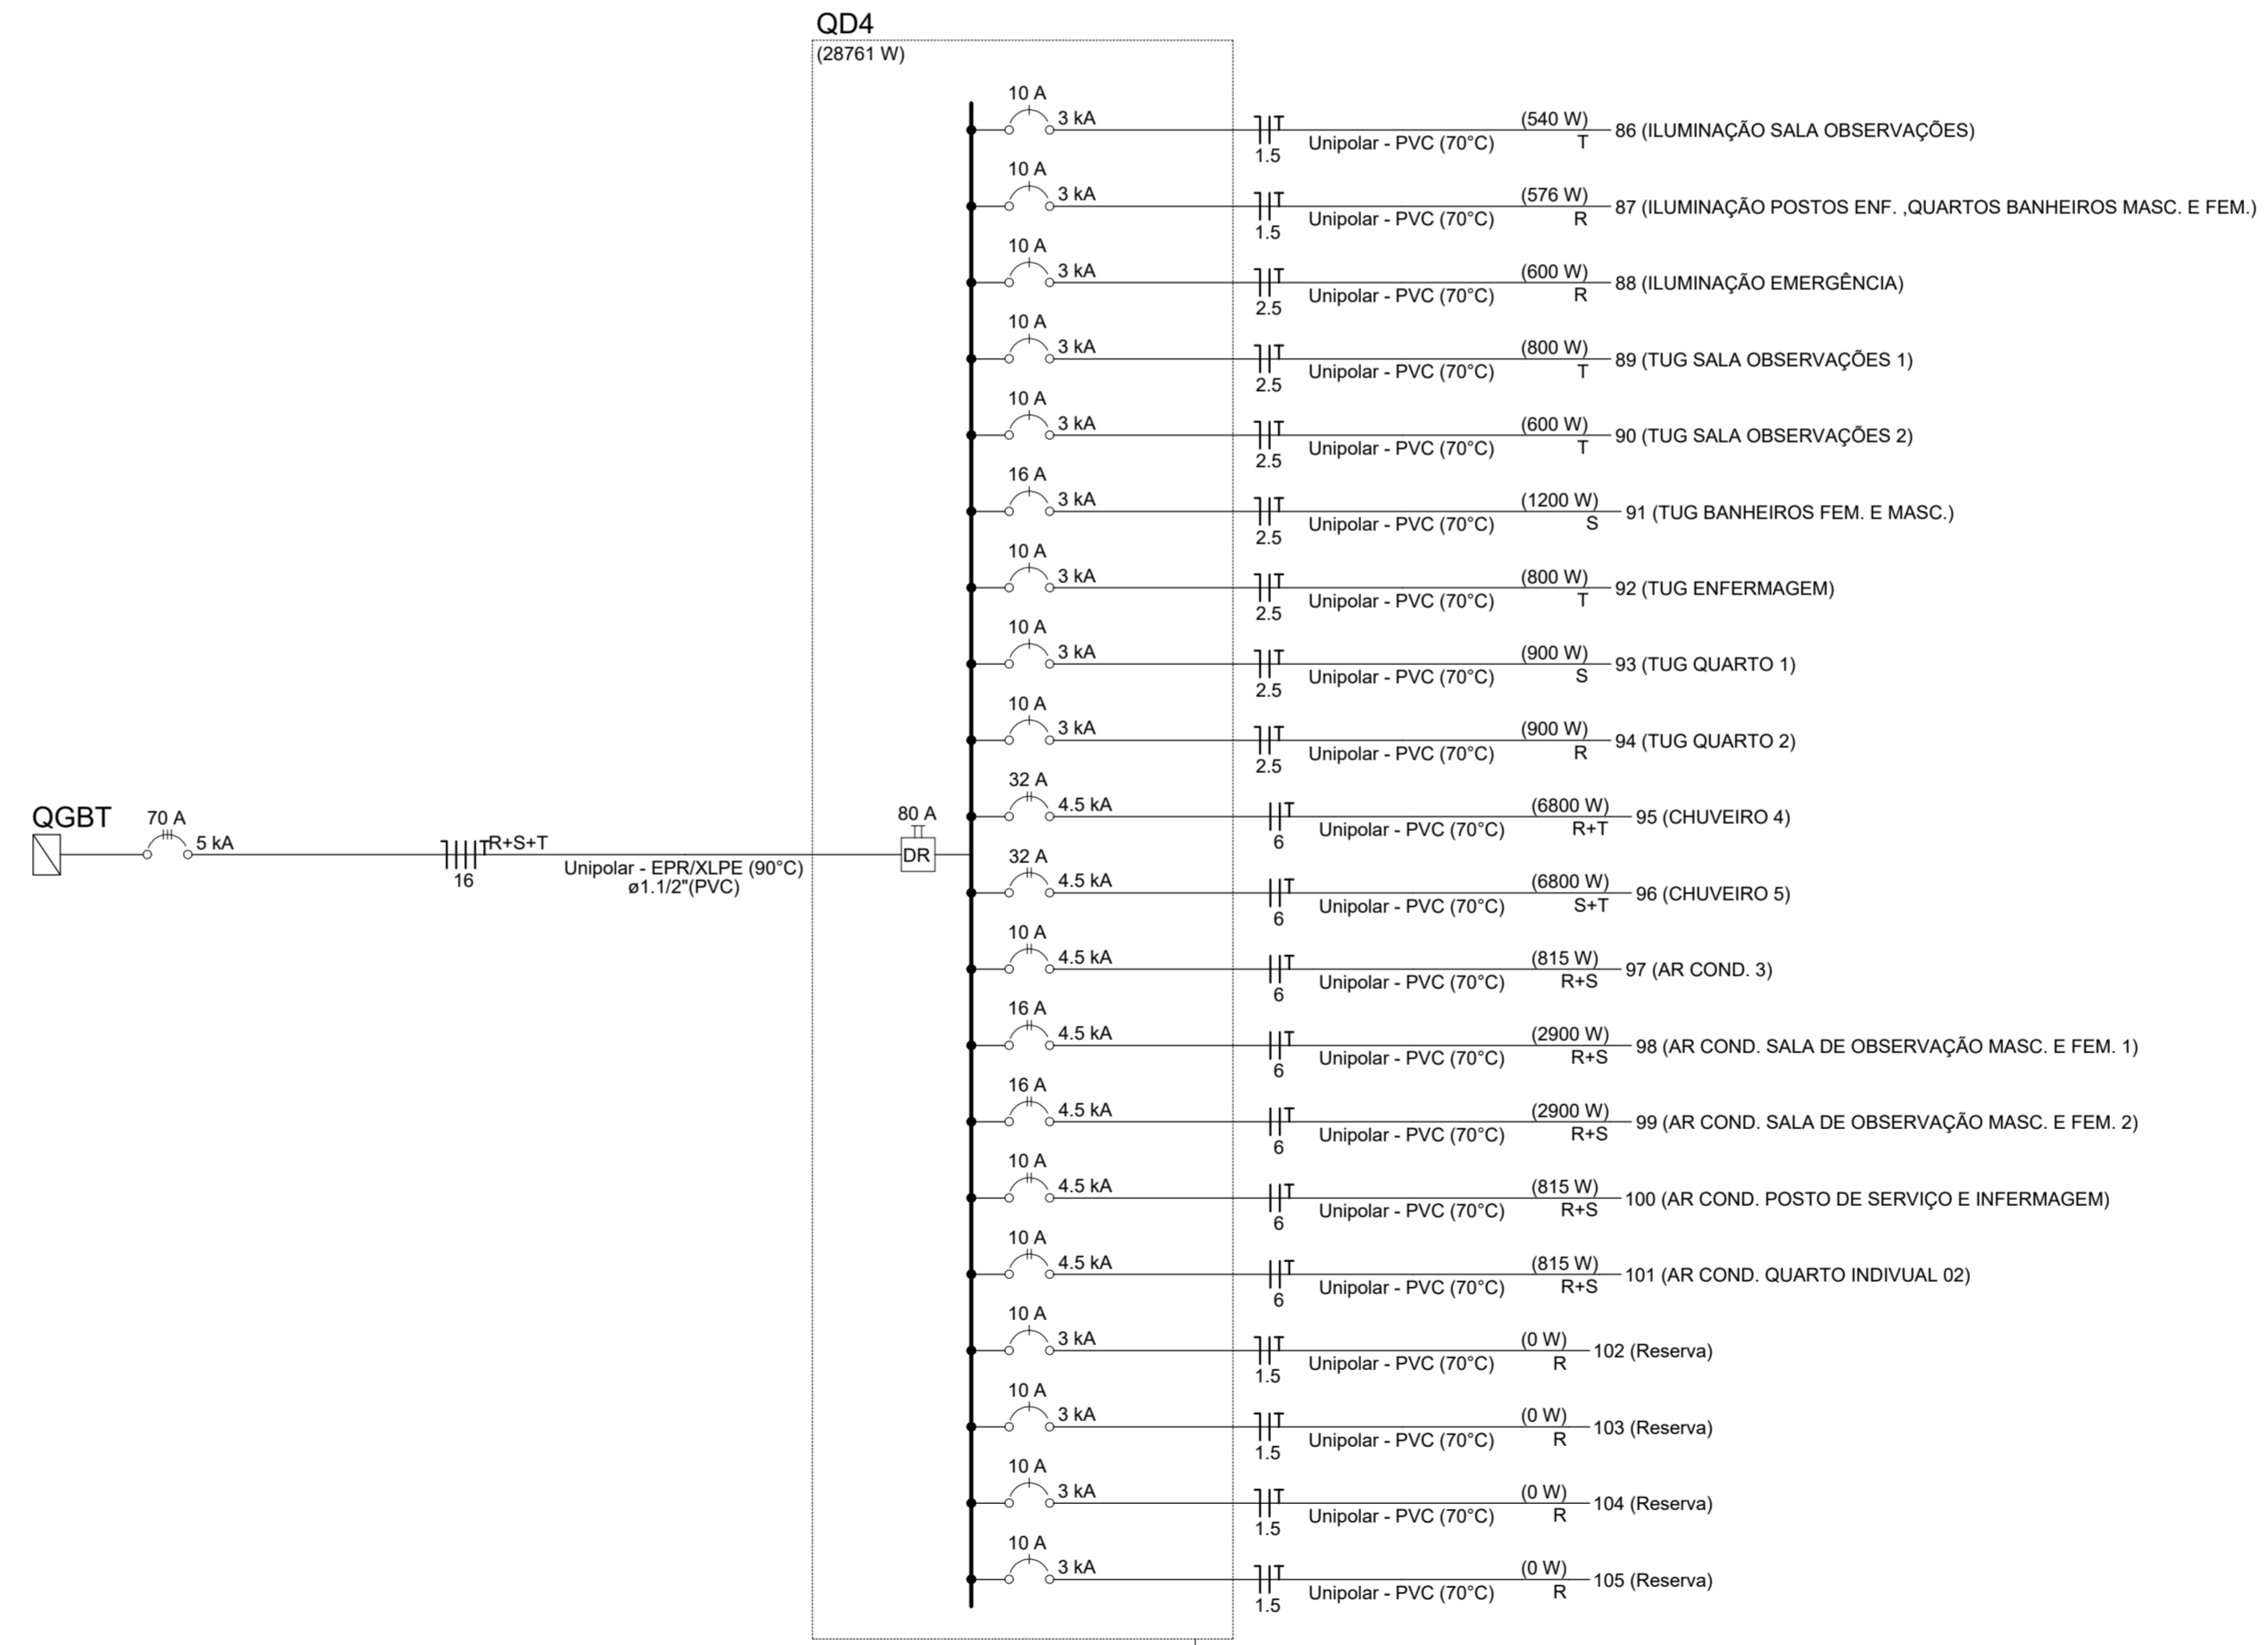 QD4
(28761 W)
10 A
3 kA
1.5
Unipolar - PVC (70°C)
(540 W)
T
86 (ILUMINAÇÃO SALA OBSERVAÇÕES)
10 A
3 kA
1.5
Unipolar - PVC (70°C)
(576 W)
R
87 (ILUMINAÇÃO POSTOS ENF. ,QUARTOS BANHEIROS MASC. E FEM.)
10 A
3 kA
2.5
Unipolar - PVC (70°C)
(600 W)
R
88 (ILUMINAÇÃO EMERGÊNCIA)
10 A
3 kA
2.5
Unipolar - PVC (70°C)
(800 W)
T
89 (TUG SALA OBSERVAÇÕES 1)
10 A
3 kA
2.5
Unipolar - PVC (70°C)
(600 W)
T
90 (TUG SALA OBSERVAÇÕES 2)
16 A
3 kA
2.5
Unipolar - PVC (70°C)
(1200 W)
S
91 (TUG BANHEIROS FEM. E MASC.)
10 A
3 kA
2.5
Unipolar - PVC (70°C)
(800 W)
T
92 (TUG ENFERMAGEM)
10 A
3 kA
2.5
Unipolar - PVC (70°C)
(900 W)
S
93 (TUG QUARTO 1)
10 A
3 kA
2.5
Unipolar - PVC (70°C)
(900 W)
R
94 (TUG QUARTO 2)
QGBT
70 A
5 kA
R+S+T
16
Unipolar - EPR/XLPE (90°C)
ø1.1/2"(PVC)
80 A
DR
32 A
4.5 kA
6
Unipolar - PVC (70°C)
(6800 W)
R+T
95 (CHUVEIRO 4)
32 A
4.5 kA
6
Unipolar - PVC (70°C)
(6800 W)
S+T
96 (CHUVEIRO 5)
10 A
4.5 kA
6
Unipolar - PVC (70°C)
(815 W)
R+S
97 (AR COND. 3)
16 A
4.5 kA
6
Unipolar - PVC (70°C)
(2900 W)
R+S
98 (AR COND. SALA DE OBSERVAÇÃO MASC. E FEM. 1)
16 A
4.5 kA
6
Unipolar - PVC (70°C)
(2900 W)
R+S
99 (AR COND. SALA DE OBSERVAÇÃO MASC. E FEM. 2)
10 A
4.5 kA
6
Unipolar - PVC (70°C)
(815 W)
R+S
100 (AR COND. POSTO DE SERVIÇO E INFERMAGEM)
10 A
4.5 kA
6
Unipolar - PVC (70°C)
(815 W)
R+S
101 (AR COND. QUARTO INDIVUAL 02)
10 A
3 kA
1.5
Unipolar - PVC (70°C)
(0 W)
R
102 (Reserva)
10 A
3 kA
1.5
Unipolar - PVC (70°C)
(0 W)
R
103 (Reserva)
10 A
3 kA
1.5
Unipolar - PVC (70°C)
(0 W)
R
104 (Reserva)
10 A
3 kA
1.5
Unipolar - PVC (70°C)
(0 W)
R
105 (Reserva)